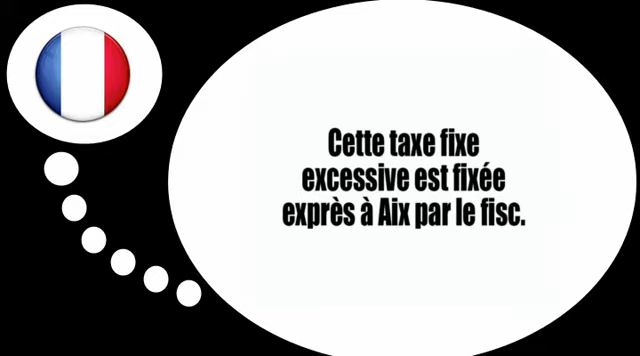 Cette taxe fixe
excessive est fixée
exprès à Aix par le fisc.